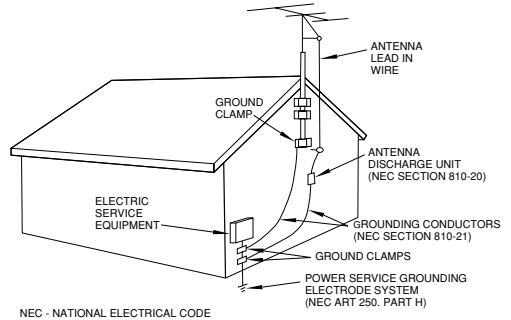 ANTENNA
LEAD IN
WIRE
GROUND
CLAMP
ANTENNA
DISCHARGE UNIT
(NEC SECTION 810-20)
ELECTRIC
SERVICE
EQUIPMENT
GROUNDING CONDUCTORS
(NEC SECTION 810-21)
GROUND CLAMPS
POWER SERVICE GROUNDING
ELECTRODE SYSTEM
(NEC ART 250. PART H)
NEC - NATIONAL ELECTRICAL CODE